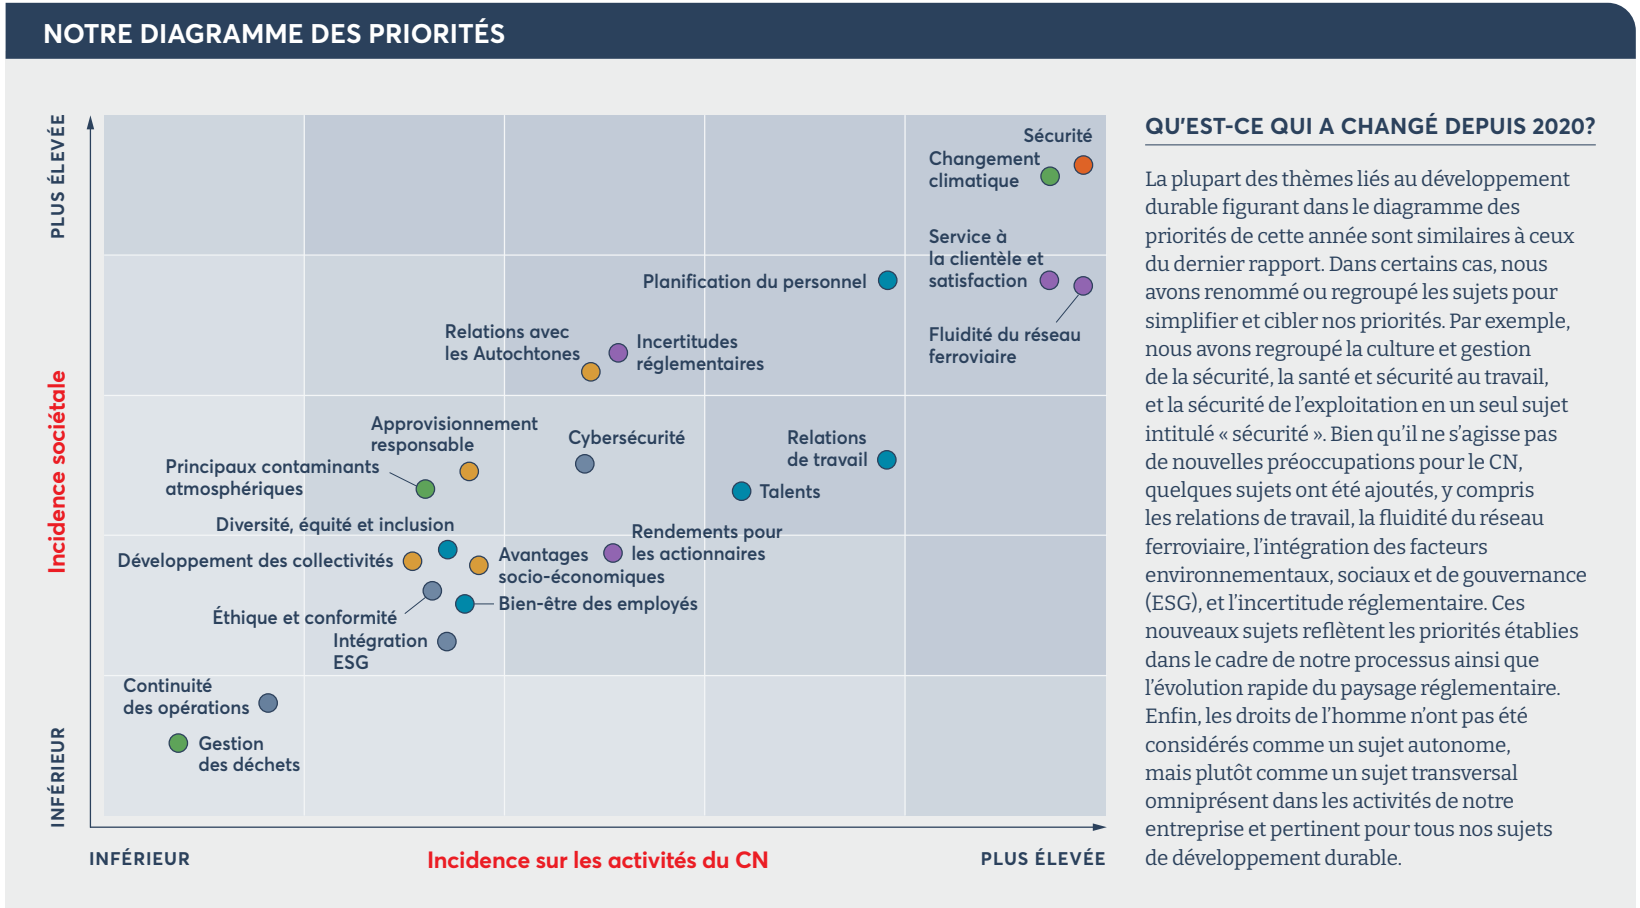 NOTRE DIAGRAMME DES PRIORITÉS
PLUS ÉLEVÉE
Incidence sociétale
INFÉRIEUR
Sécurité
Changement
climatique
Service à
la clientèle et
satisfaction
Planification du personnel
Fluidité du réseau
ferroviaire
Relations avec
les Autochtones
Incertitudes
réglementaires
Approvisionnement
responsable
Cybersécurité
Relations
de travail
Principaux contaminants
atmosphériques
Talents
Diversité, équité et inclusion
Rendements pour
les actionnaires
Développement des collectivités
Avantages
socio-économiques
Bien-être des employés
Éthique et conformité
Intégration
ESG
Continuité
des opérations
Gestion
des déchets
INFÉRIEUR
Incidence sur les activités du CN
PLUS ÉLEVÉE
QU'EST-CE QUI A CHANGÉ DEPUIS 2020?
La plupart des thèmes liés au développement
durable figurant dans le diagramme des
priorités de cette année sont similaires à ceux
du dernier rapport. Dans certains cas, nous
avons renommé ou regroupé les sujets pour
simplifier et cibler nos priorités. Par exemple,
nous avons regroupé la culture et gestion
de la sécurité, la santé et sécurité au travail,
et la sécurité de l'exploitation en un seul sujet
intitulé « sécurité ». Bien qu'il ne s'agisse pas
de nouvelles préoccupations pour le CN,
quelques sujets ont été ajoutés, y compris
les relations de travail, la fluidité du réseau
ferroviaire, l'intégration des facteurs
environnementaux, sociaux et de gouvernance
(ESG), et l'incertitude réglementaire. Ces
nouveaux sujets reflètent les priorités établies
dans le cadre de notre processus ainsi que
l'évolution rapide du paysage réglementaire.
Enfin, les droits de l'homme n'ont pas été
considérés comme un sujet autonome,
mais plutôt comme un sujet transversal
omniprésent dans les activités de notre
entreprise et pertinent pour tous nos sujets
de développement durable.